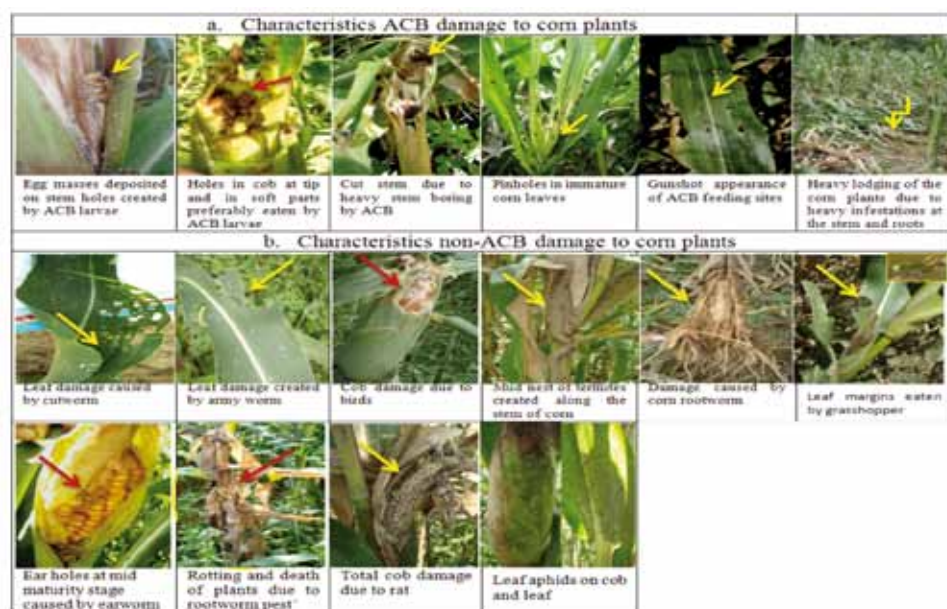 a. Characteristics ACB damage to corn plants
Egg masses deposited
on stem holes created
by ACB larvae
Holes in cob at tip
and in soft parts
preferably eaten by
ACB larvae
Cut stem due to
heavy stem boring
by ACB
Pinholes in immature
corn leaves
Gunshot appearance
of ACB feeding sites
Heavy lodging of the
corn plants due to
heavy infestations at
the stem and roots
b. Characteristics non-ACB damage to corn plants
Leaf damage caused
by cutworm
Leaf damage created
by army worm
Cob damage due to
birds
Mud nest of termites
created along the
stem of corn
Damage caused by
corn rootworm
Leaf margins eaten
by grasshopper
Ear holes at mid
maturity stage
caused by earworm
Rotting and death
of plants due to
rootworm pest
Total cob damage
due to rat
Leaf aphids on cob
and leaf